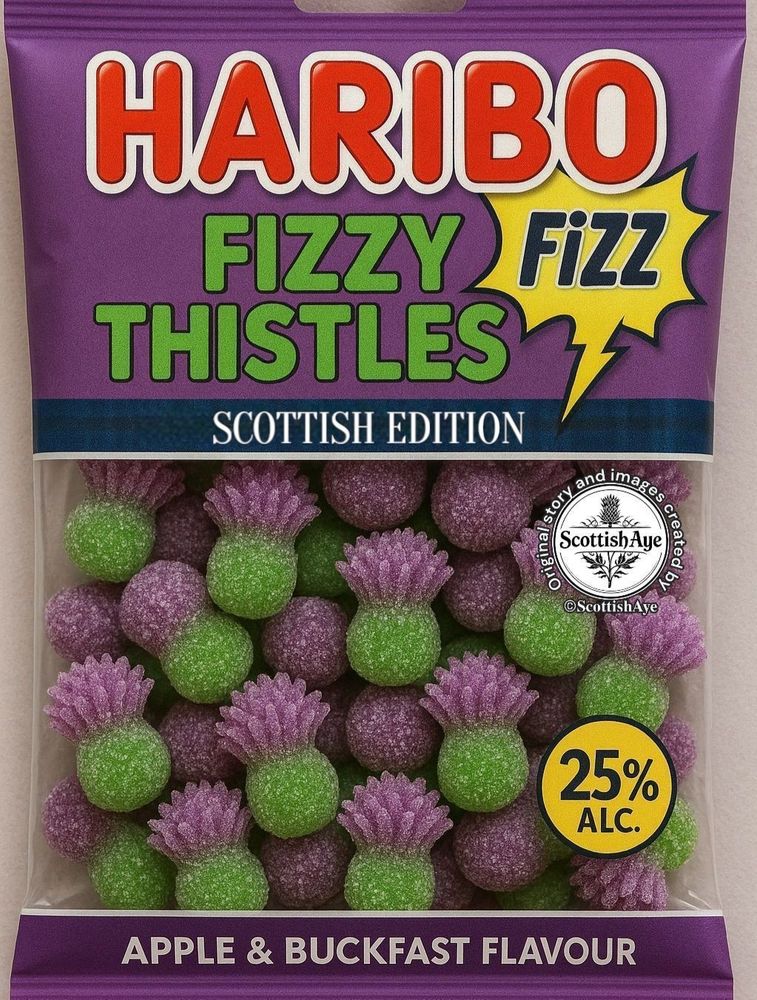 HARIBO
FIZZY
FiZZ
THISTLES
SCOTTISH EDITION
Original story and images created by
ScottishAye
©ScottishAye
25%
ALC.
APPLE & BUCKFAST FLAVOUR